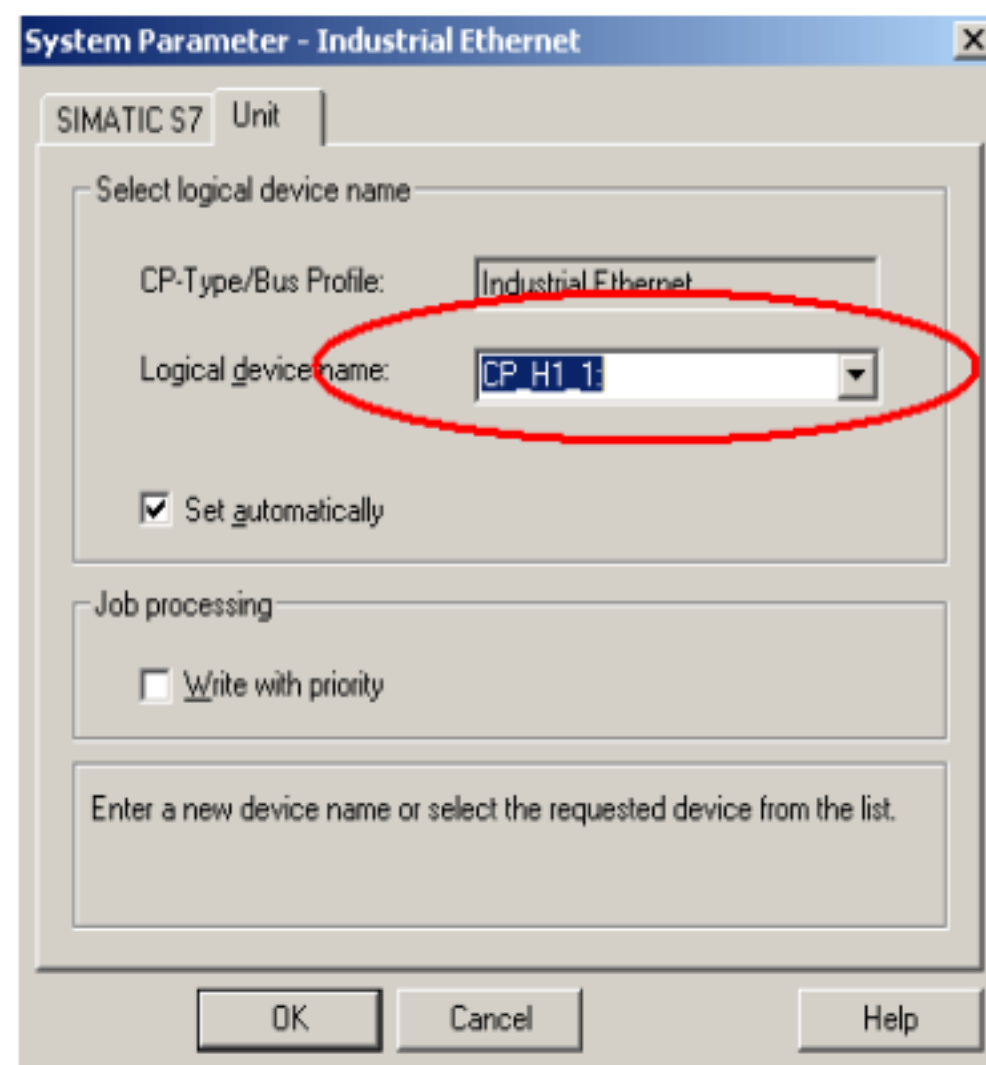 System Parameter - Industrial Ethernet
SIMATIC S7 Unit
Select logical device name
CP-Type/Bus Profile: Industrial Ethernet
Logical device name: CP_H1_1:
Set automatically
Job processing
Write with priority
Enter a new device name or select the requested device from the list.
OK Cancel Help